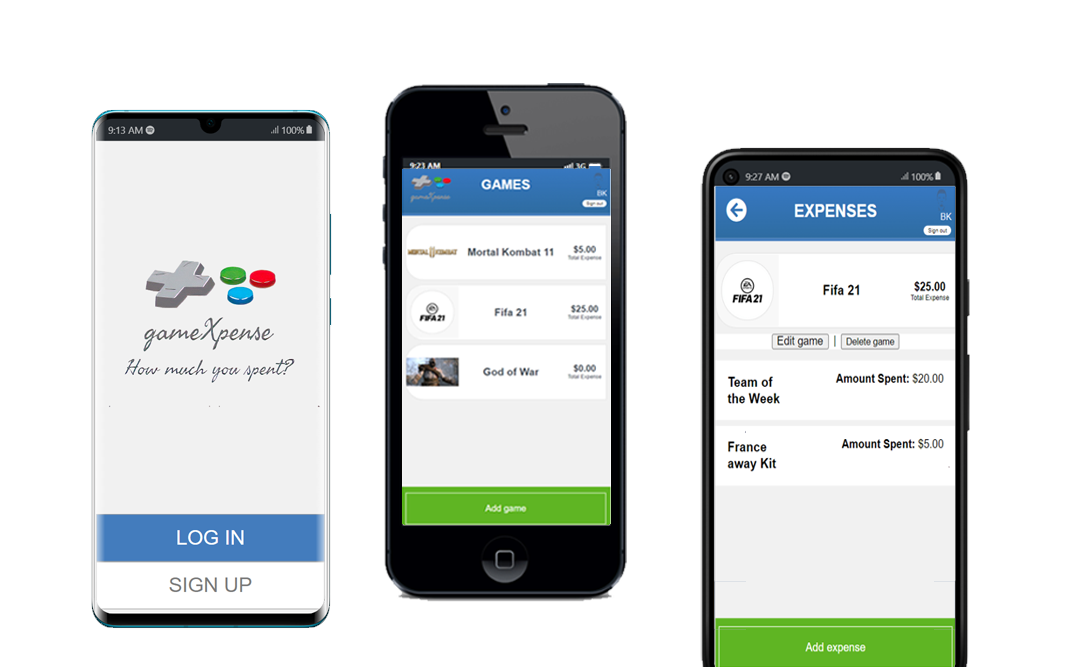 9:13 AM
100%
gameXpense
How much you spent?
LOG IN
SIGN UP
9:23 AM
3G
gameXpense
GAMES
BK
Sign out
MORTAL KOMBAT
Mortal Kombat 11
$5.00
Total Expense
FIFA 21
Fifa 21
$25.00
Total Expense
God of War
$0.00
Total Expense
Add game
9:27 AM
100%
EXPENSES
BK
Sign out
FIFA 21
Fifa 21
$25.00
Total Expense
Edit game | Delete game
Team of
the Week
Amount Spent: $20.00
France
away Kit
Amount Spent: $5.00
Add expense